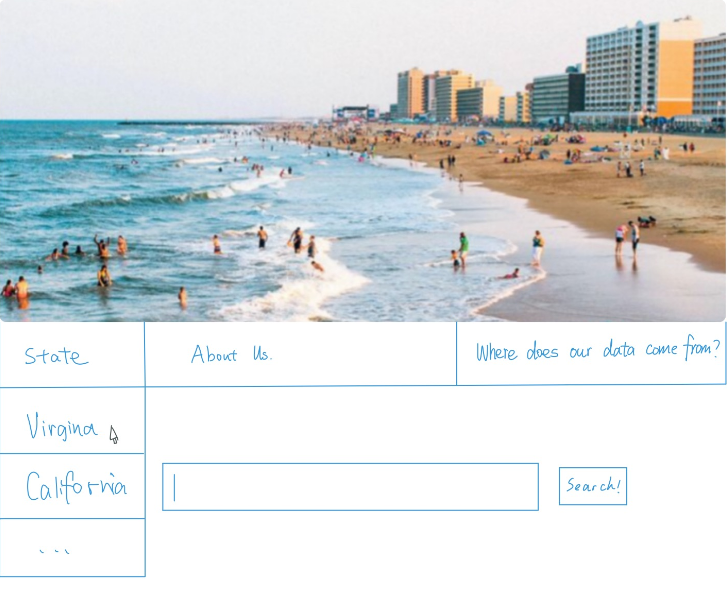 State
About Us.
Where does our data come from?
Virgina
California
Search!
...